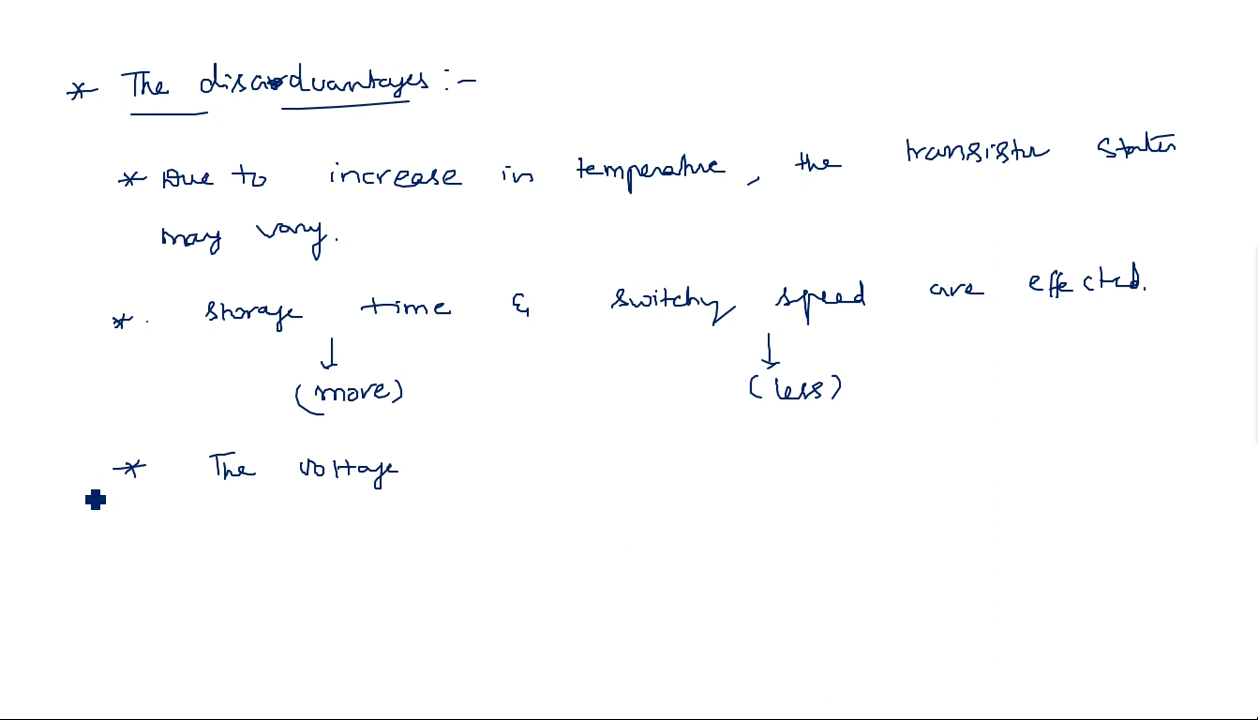 * The disadvantages :-
* Due to increase in temperature, the transistor states
may vary.
* . Storage time & switchy speed are effected.
↓ ↓
(more) (less)
* The voltage